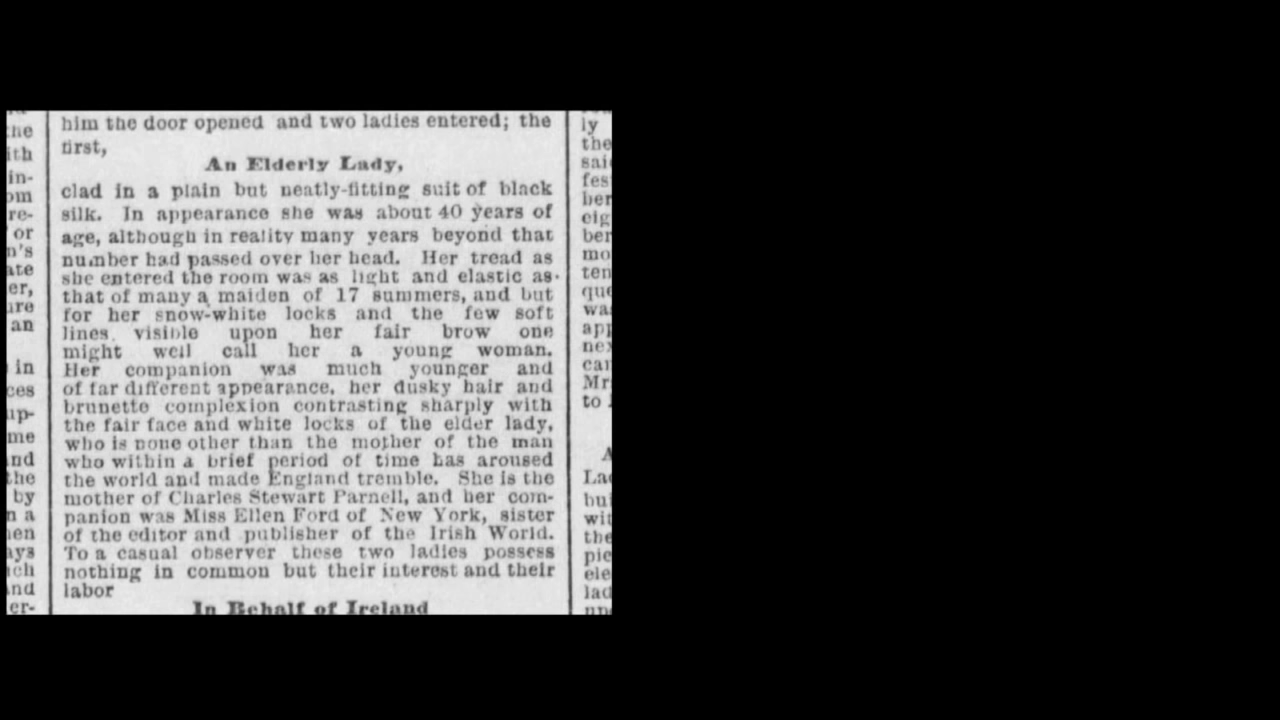 him the door opened and two ladies entered; the
first,
An Elderly Lady,
clad in a plain but neatly-fitting suit of black
silk. In appearance she was about 40 years of
age, although in reality many years beyond that
number had passed over her head. Her tread as
she entered the room was as light and elastic as
that of many a maiden of 17 summers, and but
for her snow-white locks and the few soft
lines visible upon her fair brow one
might well call her a young woman.
Her companion was much younger and
of far different appearance, her dusky hair and
brunette complexion contrasting sharply with
the fair face and white locks of the elder lady,
who is none other than the mother of the man
who within a brief period of time has aroused
the world and made England tremble. She is the
mother of Charles Stewart Parnell, and her com-
panion was Miss Ellen Ford of New York, sister
of the editor and publisher of the Irish World.
To a casual observer these two ladies possess
nothing in common but their interest and their
labor
In Behalf of Ireland